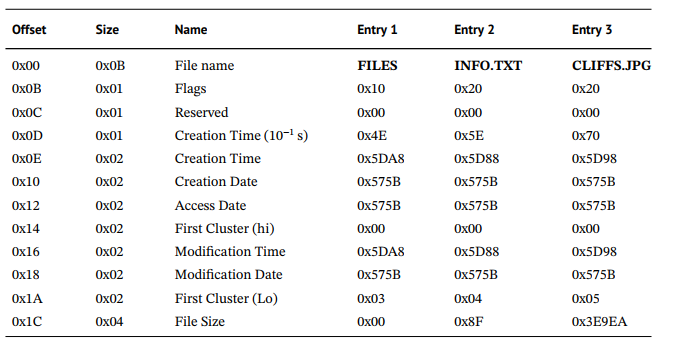 Offset Size Name Entry 1 Entry 2 Entry 3
0x00 0x0B File name FILES INFO.TXT CLIFFS.JPG
0x0B 0x01 Flags 0x10 0x20 0x20
0x0C 0x01 Reserved 0x00 0x00 0x00
0x0D 0x01 Creation Time (10⁻¹ s) 0x4E 0x5E 0x70
0x0E 0x02 Creation Time 0x5DA8 0x5D88 0x5D98
0x10 0x02 Creation Date 0x575B 0x575B 0x575B
0x12 0x02 Access Date 0x575B 0x575B 0x575B
0x14 0x02 First Cluster (hi) 0x00 0x00 0x00
0x16 0x02 Modification Time 0x5DA8 0x5D88 0x5D98
0x18 0x02 Modification Date 0x575B 0x575B 0x575B
0x1A 0x02 First Cluster (Lo) 0x03 0x04 0x05
0x1C 0x04 File Size 0x00 0x8F 0x3E9EA